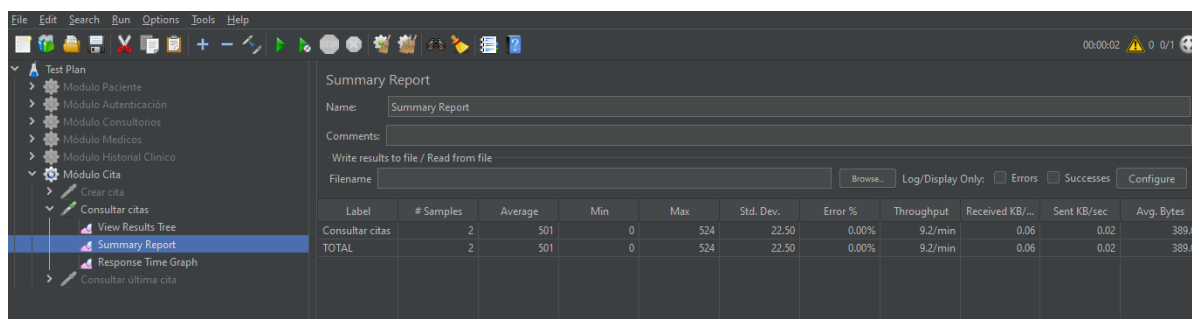 File Edit Search Run Options Tools Help
00:00:02 0 0/1
Test Plan
Modulo Paciente
Módulo Autenticación
Módulo Consultorios
Módulo Medicos
Modulo Historial Clinico
Módulo Cita
Crear cita
Consultar citas
View Results Tree
Summary Report
Response Time Graph
Consultar última cita
Summary Report
Name: Summary Report
Comments:
Write results to file / Read from file
Filename Browse... Log/Display Only: Errors Successes Configure
Label # Samples Average Min Max Std. Dev. Error % Throughput Received KB/... Sent KB/sec Avg. Bytes
Consultar citas 2 501 0 524 22.50 0.00% 9.2/min 0.06 0.02 389.
TOTAL 2 501 0 524 22.50 0.00% 9.2/min 0.06 0.02 389.